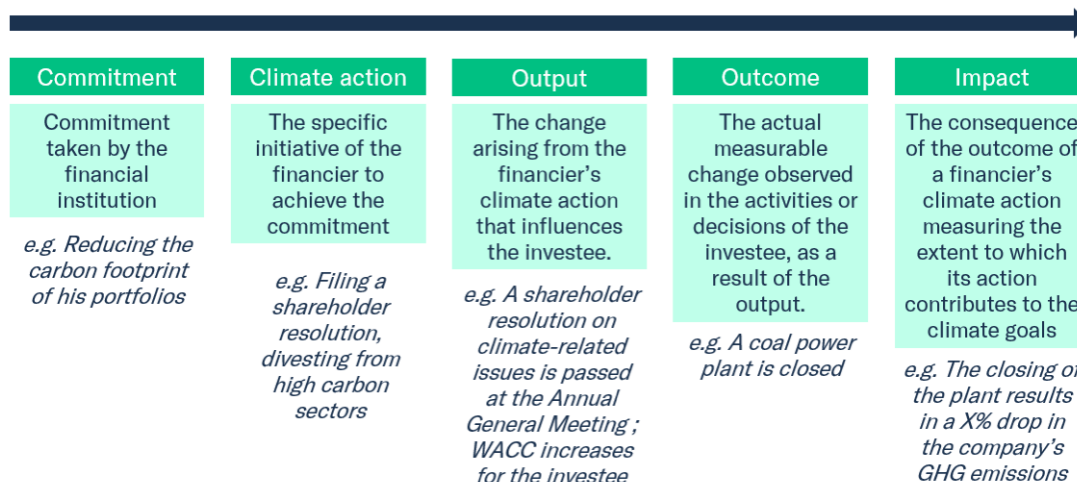 Commitment
Commitment
taken by the
financial
institution
e.g. Reducing the
carbon footprint
of his portfolios
Climate action
The specific
initiative of the
financier to
achieve the
commitment
e.g. Filing a
shareholder
resolution,
divesting from
high carbon
sectors
Output
The change
arising from the
financier's
climate action
that influences
the investee.
e.g. A shareholder
resolution on
climate-related
issues is passed
at the Annual
General Meeting ;
WACC increases
for the investee
Outcome
The actual
measurable
change observed
in the activities or
decisions of the
investee, as a
result of the
output.
e.g. A coal power
plant is closed
Impact
The consequence
of the outcome of
a financier's
climate action
measuring the
extent to which
its action
contributes to the
climate goals
e.g. The closing of
the plant results
in a X% drop in
the company's
GHG emissions